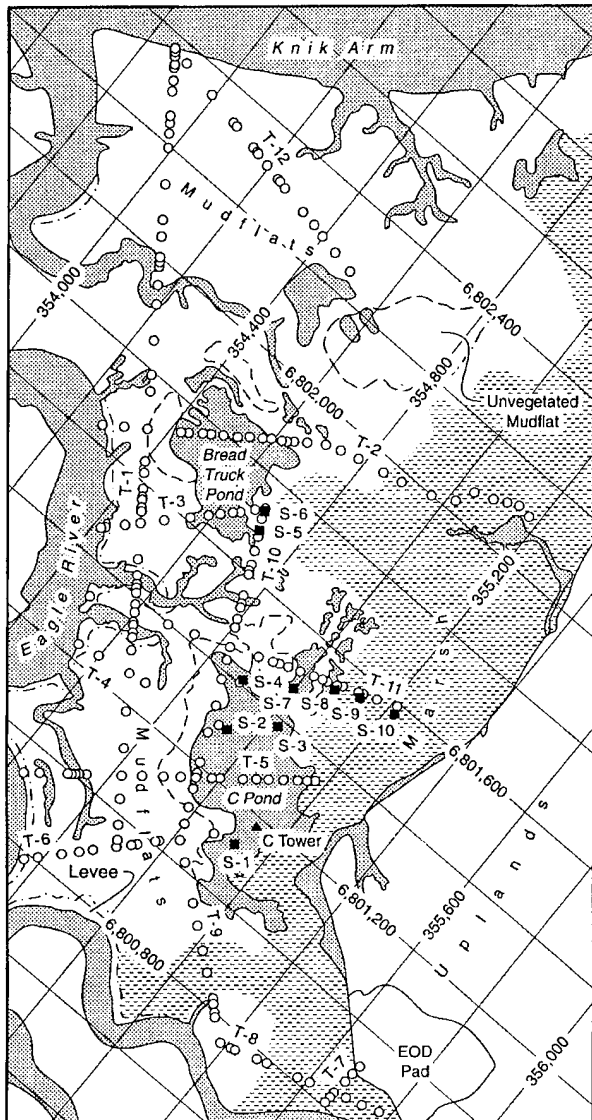 Knik Arm
T-12
Mudflats
354,000
354,400
6,802,400
6,802,000
354,800
Unvegetated
Mudflat
Bread
Truck
Pond
T-2
T-1
T-3
S-6
S-5
T-10
Eagle River
355,200
T-4
S-4
T-11
S-7
S-8
S-9
S-10
S-2
S-3
Marsh
Mudflats
T-5
C Pond
6,801,600
T-6
C Tower
S-1
Levee
6,801,200
355,600
Uplands
T-9
6,800,800
T-8
T-7
EOD
Pad
356,000